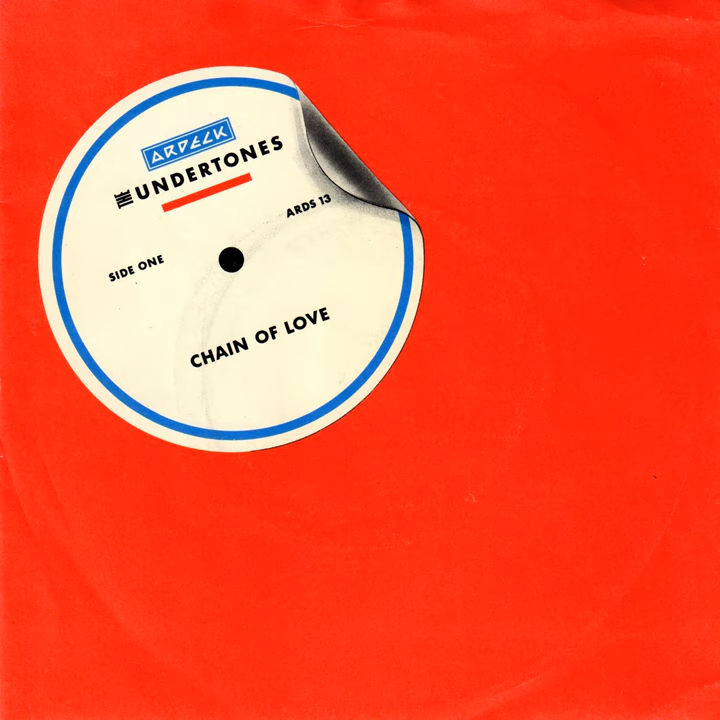 ARDECK
THE UNDERTONES
ARDS 13
SIDE ONE
CHAIN OF LOVE